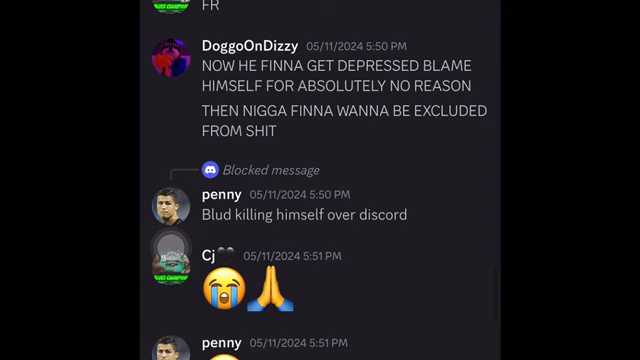 FR
DoggoOnDizzy 05/11/2024 5:50 PM
NOW HE FINNA GET DEPRESSED BLAME
HIMSELF FOR ABSOLUTELY NO REASON
THEN NIGGA FINNA WANNA BE EXCLUDED
FROM SHIT
Blocked message
penny 05/11/2024 5:50 PM
Blud killing himself over discord
Cj🖤 05/11/2024 5:51 PM
😭🙏
penny 05/11/2024 5:51 PM